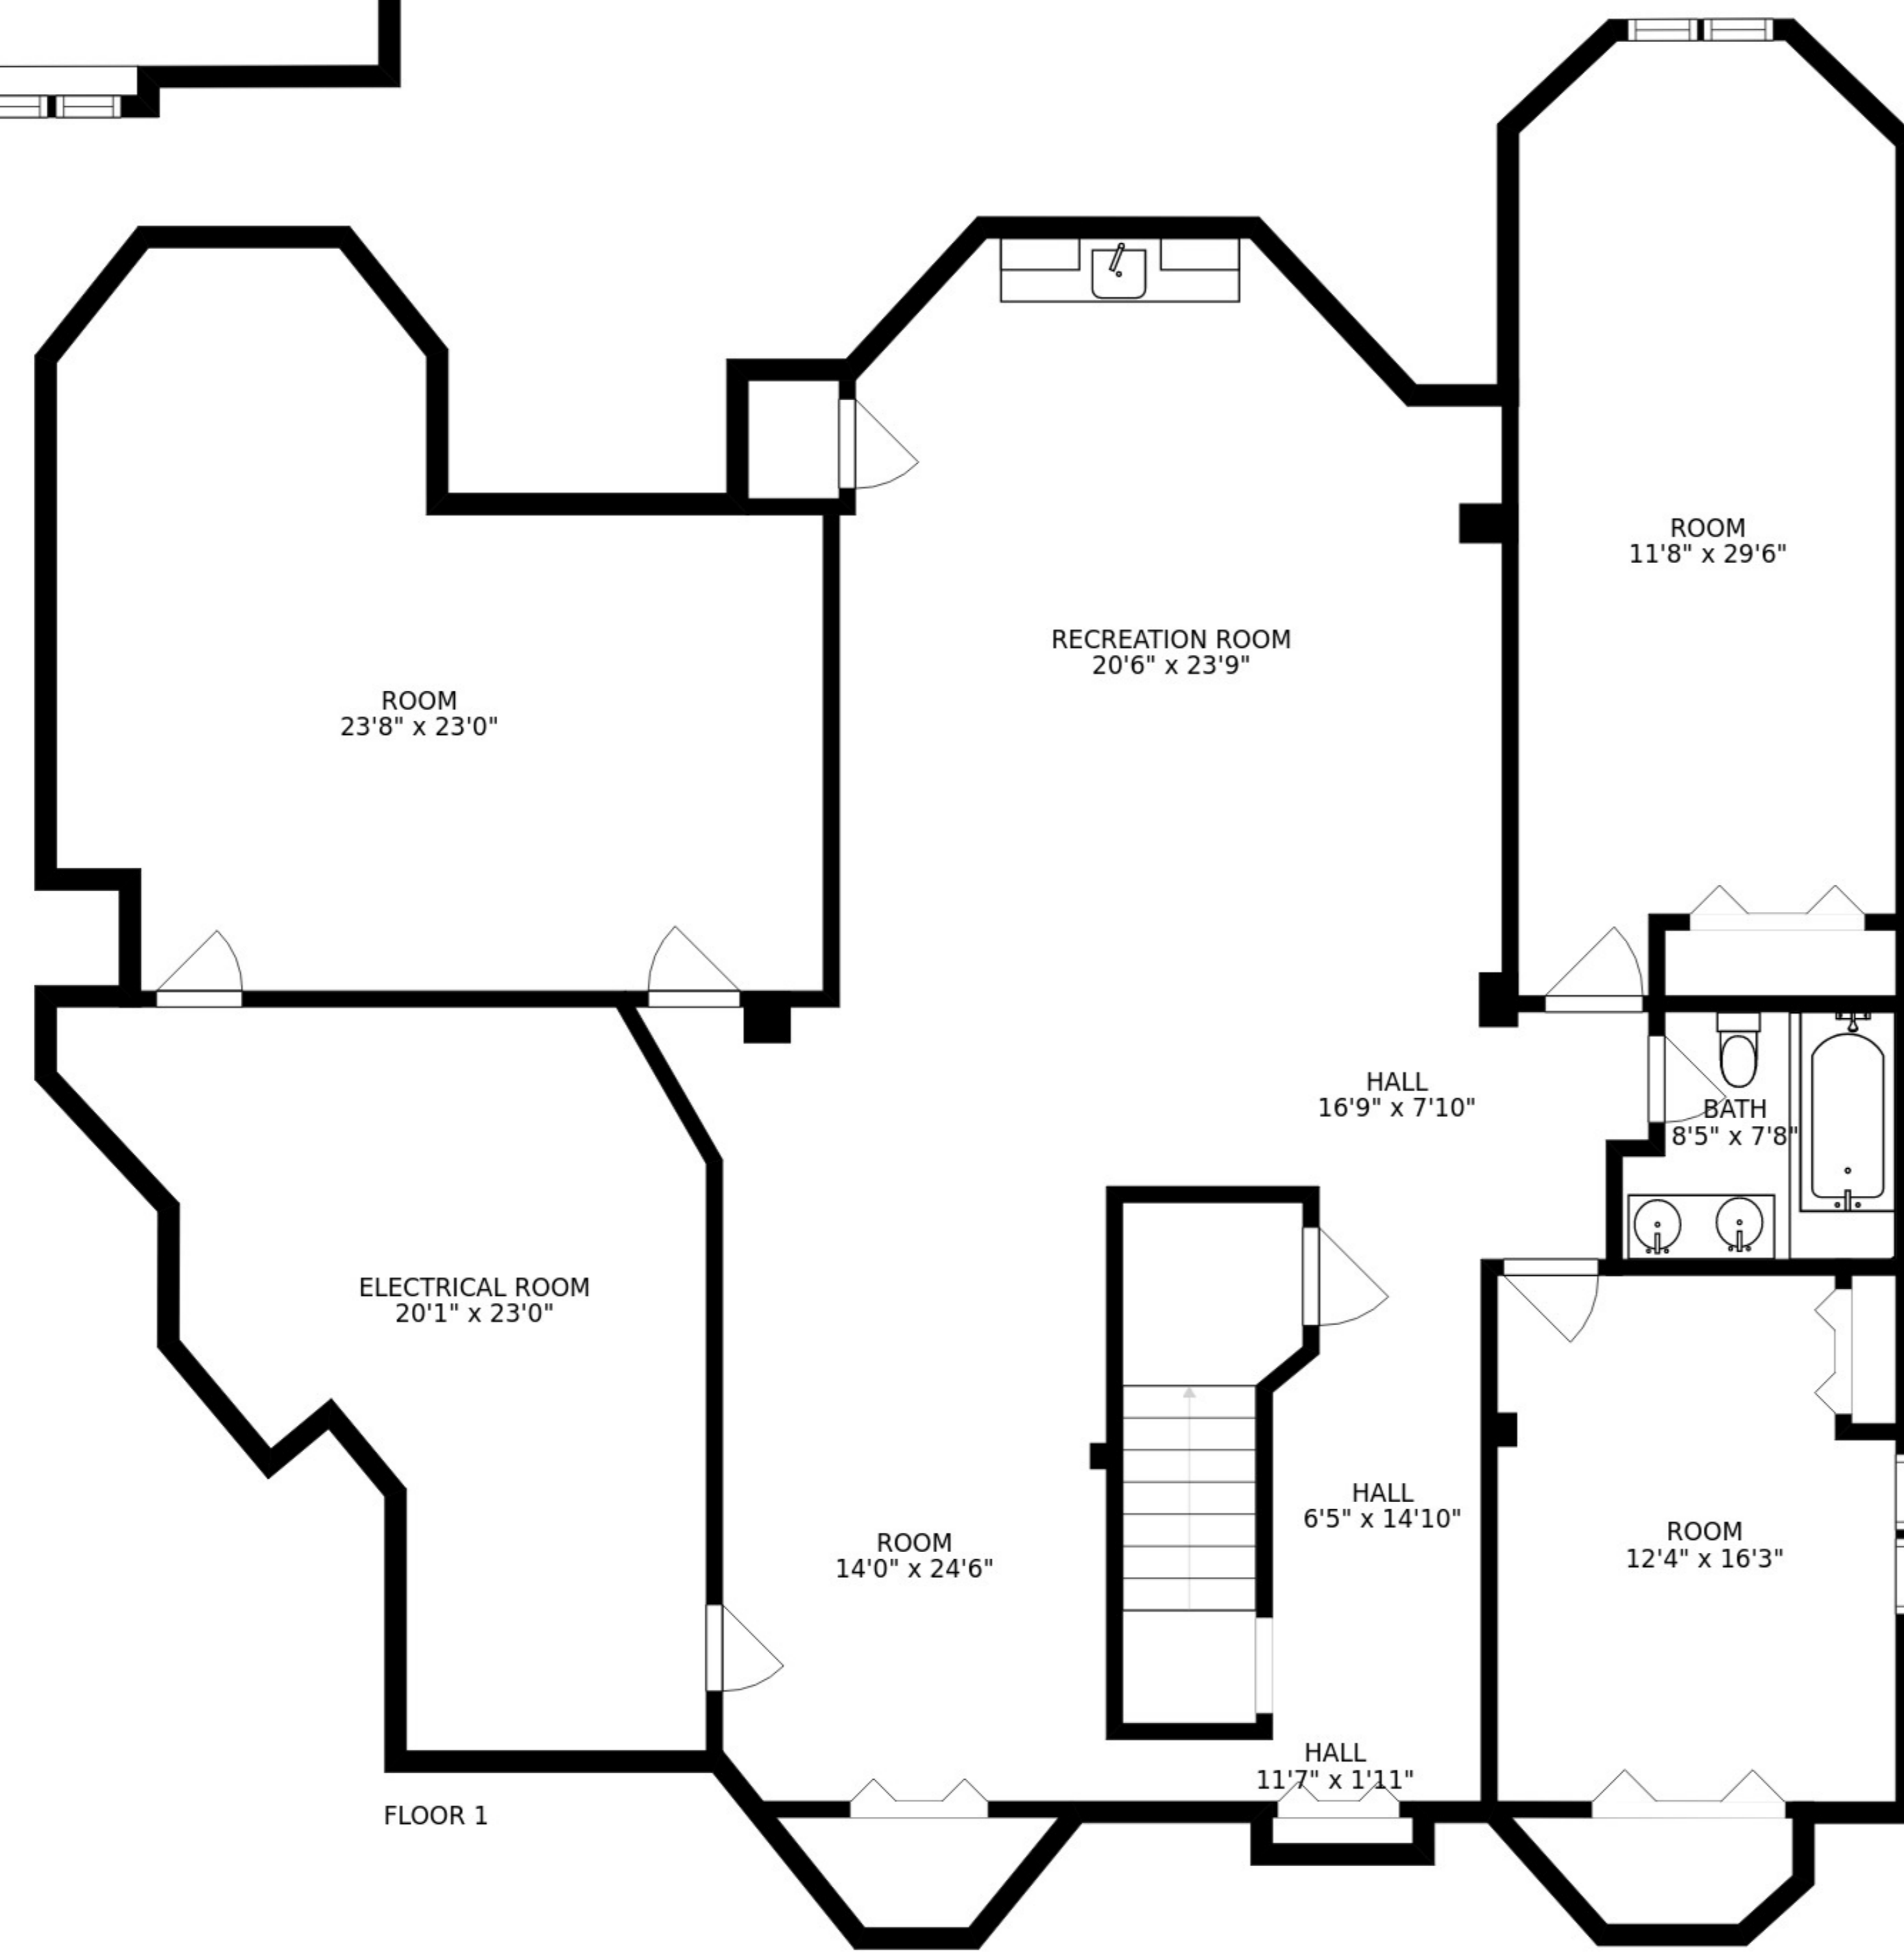 ROOM
11'8" x 29'6"
RECREATION ROOM
20'6" x 23'9"
ROOM
23'8" x 23'0"
HALL
16'9" x 7'10"
BATH
8'5" x 7'8"
ELECTRICAL ROOM
20'1" x 23'0"
HALL
6'5" x 14'10"
ROOM
12'4" x 16'3"
ROOM
14'0" x 24'6"
HALL
11'7" x 1'11"
FLOOR 1